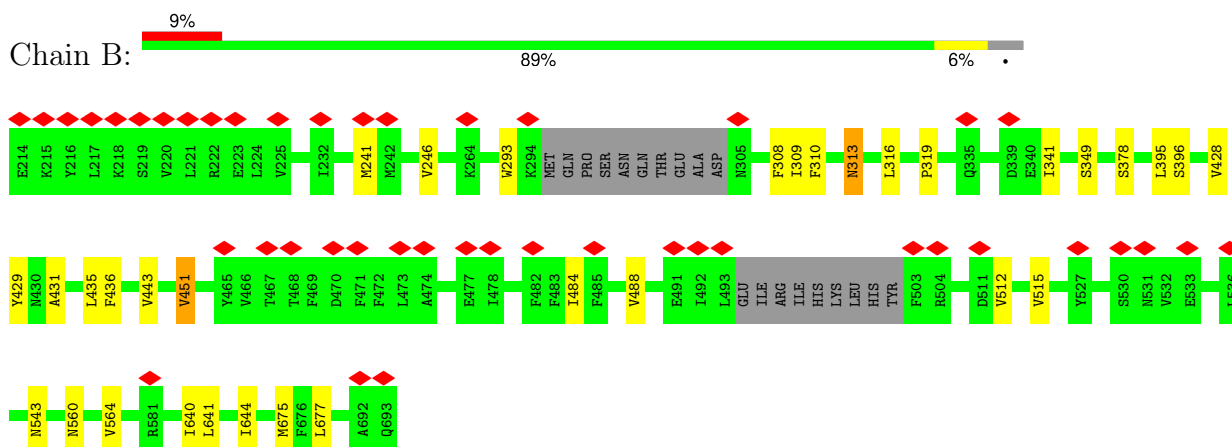 9%
Chain B:
89% 6% •
E214 K215 Y216 L217 K218 S219 V220 L221 R222 E223 L224 V225 I232 M241 M242 V246 K264 W293 K294 MET GLN PRO SER ASN GLN THR GLU ALA ASP N305 F308 I309 F310 N313 L316 P319 Q335 D339 E340 I341 S349 S378 L395 S396 V428
Y429 N430 A431 L435 F436 V443 V451 Y465 V466 T467 T468 F469 D470 F471 F472 L473 A474 E477 I478 F482 F483 I484 F485 V488 E491 I492 L493 GLU ILE ARG ILE HIS LYS LEU HIS TYR F503 R504 D511 V512 V515 Y527 S530 N531 V532 E533
N543 N560 V564 R581 I640 L641 I644 M675 F676 L677 A692 Q693